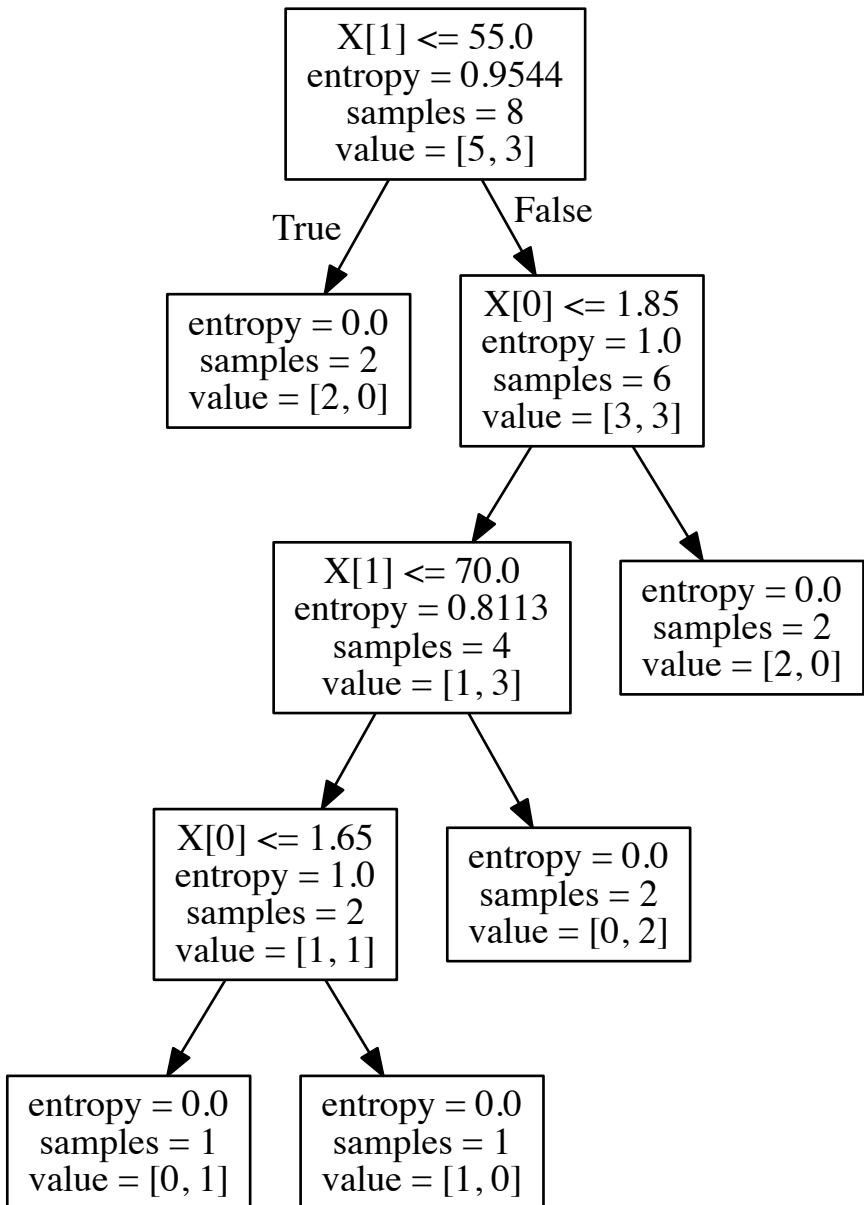 X[1] <= 55.0
entropy = 0.9544
samples = 8
value = [5, 3]
True
False
entropy = 0.0
samples = 2
value = [2, 0]
X[0] <= 1.85
entropy = 1.0
samples = 6
value = [3, 3]
X[1] <= 70.0
entropy = 0.8113
samples = 4
value = [1, 3]
entropy = 0.0
samples = 2
value = [2, 0]
X[0] <= 1.65
entropy = 1.0
samples = 2
value = [1, 1]
entropy = 0.0
samples = 2
value = [0, 2]
entropy = 0.0
samples = 1
value = [0, 1]
entropy = 0.0
samples = 1
value = [1, 0]